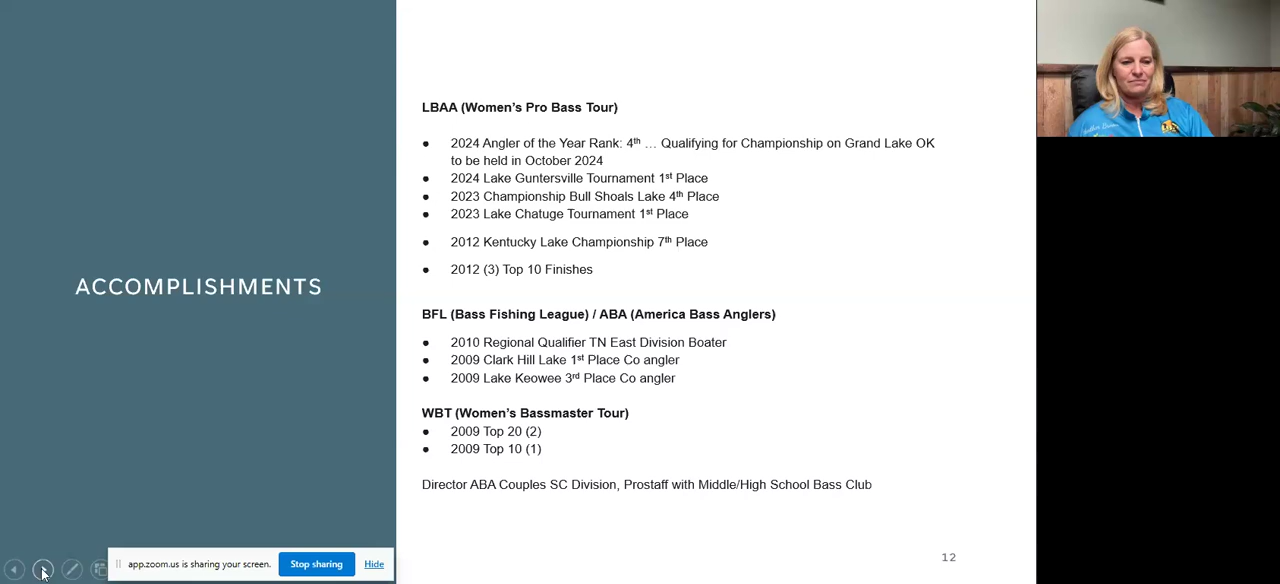 LBAA (Women's Pro Bass Tour)
● 2024 Angler of the Year Rank: 4th … Qualifying for Championship on Grand Lake OK
to be held in October 2024
● 2024 Lake Guntersville Tournament 1st Place
● 2023 Championship Bull Shoals Lake 4th Place
● 2023 Lake Chatuge Tournament 1st Place
● 2012 Kentucky Lake Championship 7th Place
● 2012 (3) Top 10 Finishes
ACCOMPLISHMENTS
BFL (Bass Fishing League) / ABA (America Bass Anglers)
● 2010 Regional Qualifier TN East Division Boater
● 2009 Clark Hill Lake 1st Place Co angler
● 2009 Lake Keowee 3rd Place Co angler
WBT (Women's Bassmaster Tour)
● 2009 Top 20 (2)
● 2009 Top 10 (1)
Director ABA Couples SC Division, Prostaff with Middle/High School Bass Club
12
app.zoom.us is sharing your screen. Stop sharing Hide